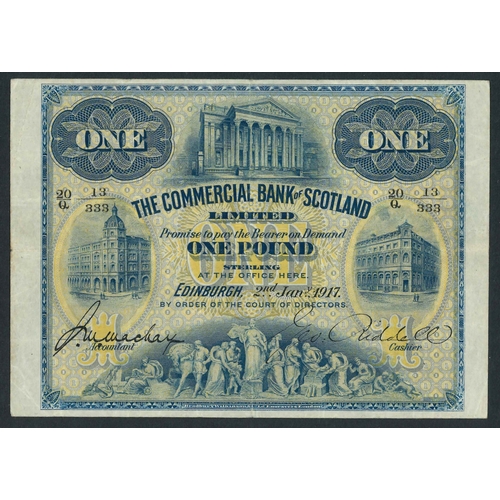 ONE ONE
20/Q. 13/333 20/Q. 13/333
THE COMMERCIAL BANK OF SCOTLAND
LIMITED
Promise to pay the Bearer on Demand
ONE POUND
STERLING
AT THE OFFICE HERE.
EDINBURGH, 2nd Jany. 1917.
BY ORDER OF THE COURT OF DIRECTORS.
Accountant Cashier